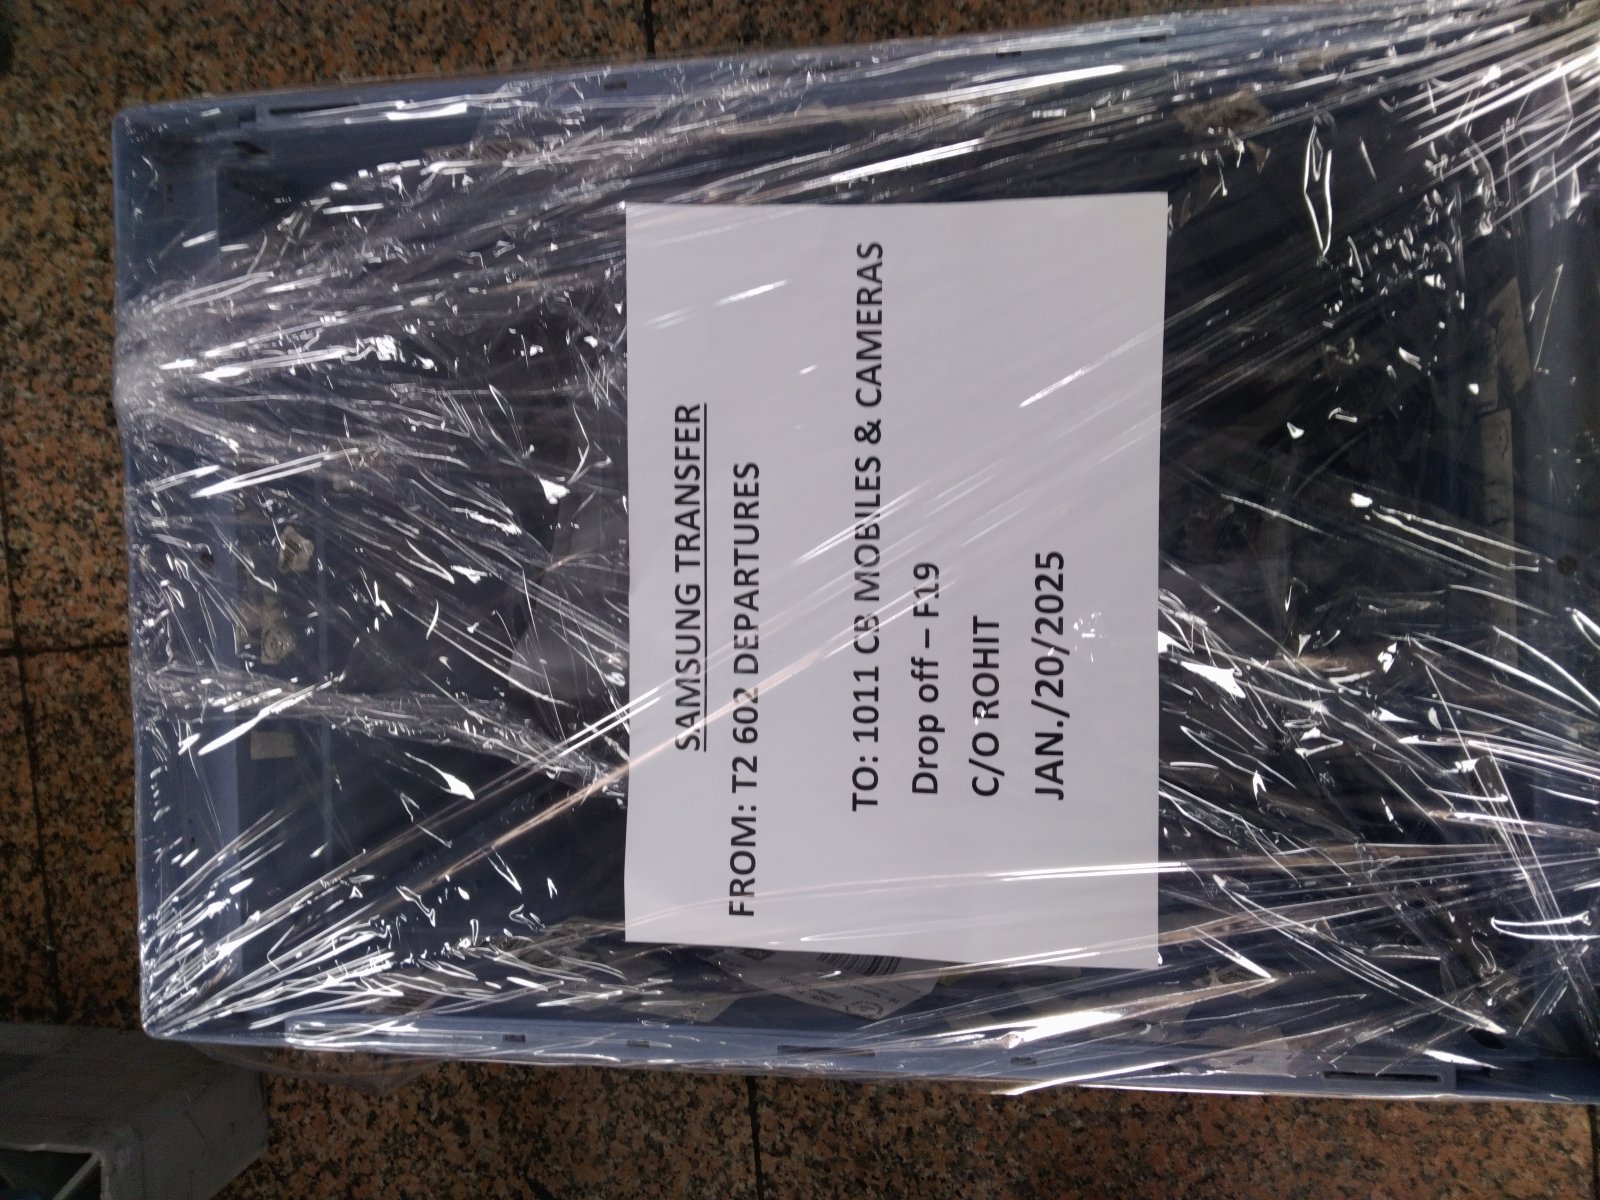 SAMSUNG TRANSFER
FROM: T2 602 DEPARTURES
TO: 1011 CB MOBILES & CAMERAS
Drop off – F19
C/O ROHIT
JAN./20/2025